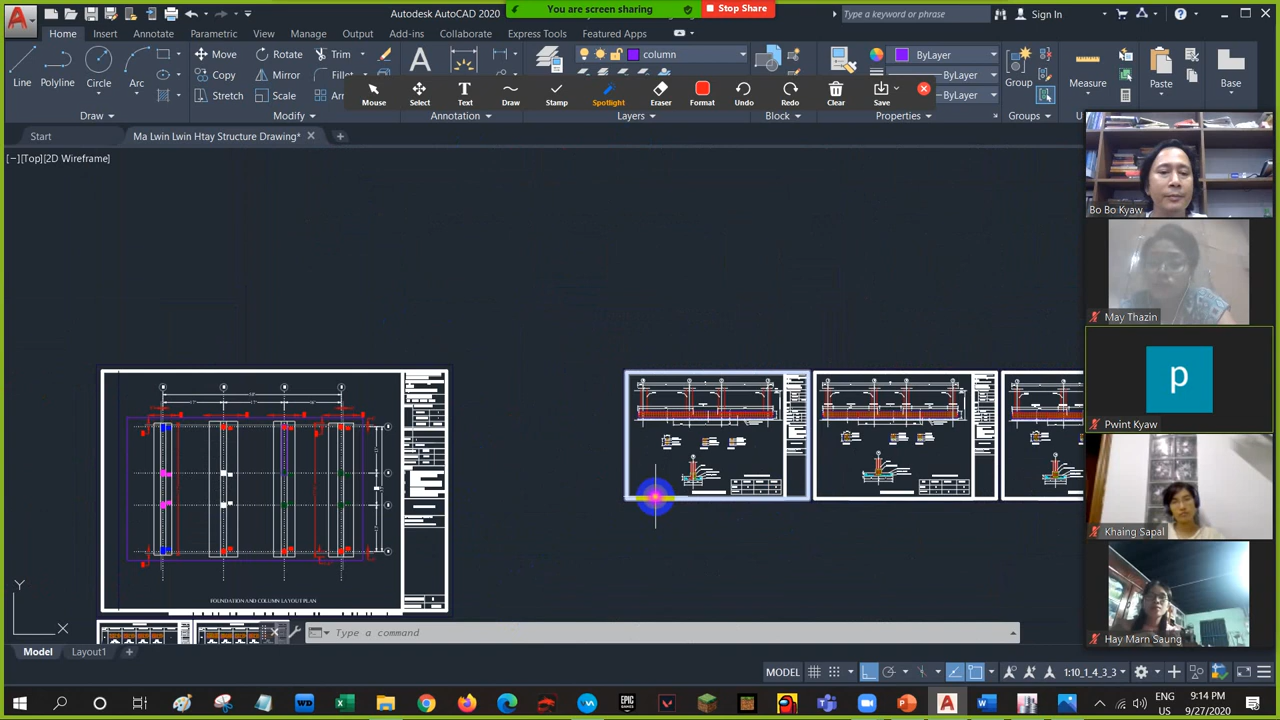 Autodesk AutoCAD 2020
You are screen sharing
Stop Share
Type a keyword or phrase
Sign In
Home
Insert
Annotate
Parametric
View
Manage
Output
Add-ins
Collaborate
Express Tools
Featured Apps
Line
Polyline
Circle
Arc
Move
Rotate
Trim
Copy
Mirror
Fillet
Stretch
Scale
column
ByLayer
ByLayer
ByLayer
Group
Measure
Paste
Base
Mouse
Select
Text
Draw
Stamp
Spotlight
Eraser
Format
Undo
Redo
Clear
Save
Draw
Modify
Annotation
Layers
Block
Properties
Groups
Start
Ma Lwin Lwin Htay Structure Drawing*
[−][Top][2D Wireframe]
Bo Bo Kyaw
May Thazin
p
Pwint Kyaw
Khaing Sapal
Hay Marn Saung
FOUNDATION AND COLUMN LAYOUT PLAN
Y
X
Type a command
Model
Layout1
MODEL
1:10_1_4_3_3
ENG
9:14 PM
9/27/2020